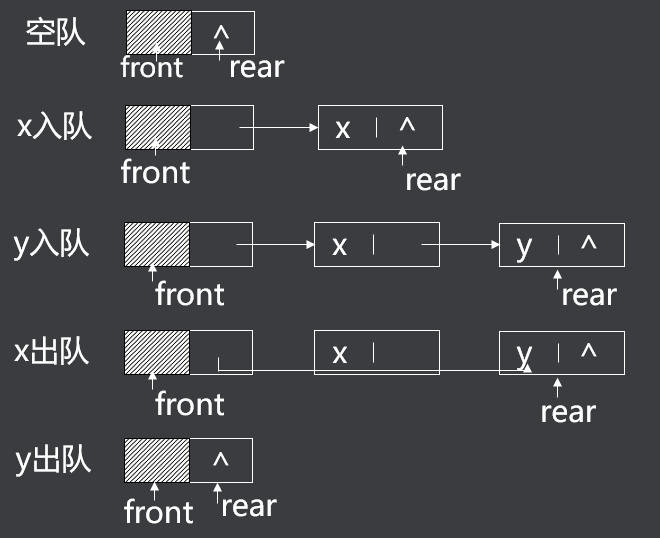 空队 ^
front rear
x入队 x ^
front rear
y入队 x y ^
front rear
x出队 x y ^
front rear
y出队 ^
front rear